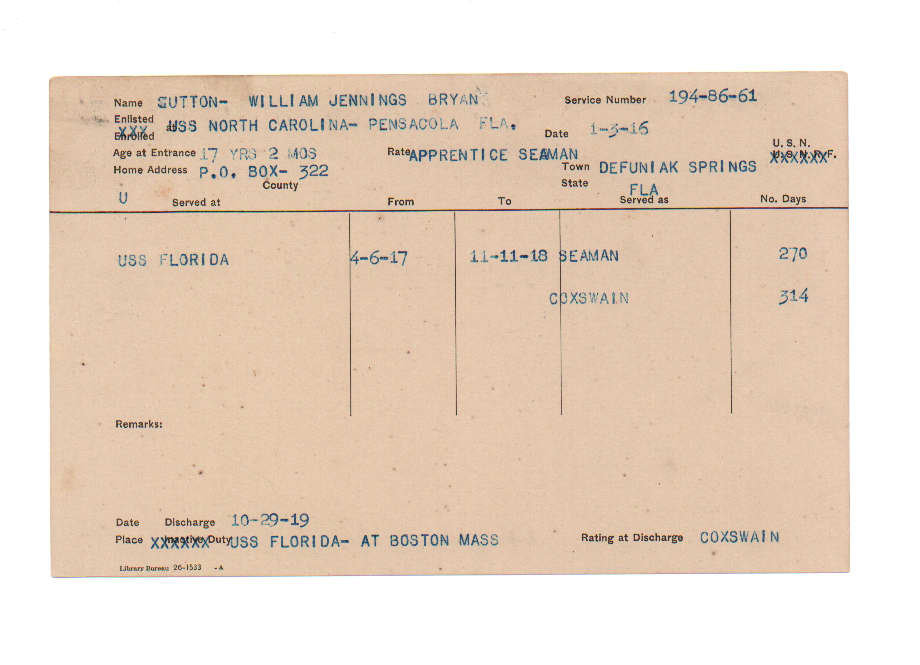 Name SUTTON- WILLIAM JENNINGS BRYAN Service Number 194-86-61
Enlisted
XXX at USS NORTH CAROLINA- PENSACOLA FLA. Date 1-3-16
Enrolled
Age at Entrance 17 YRS 2 MOS Rate APPRENTICE SEAMAN U. S. N.
U. S. N. R. F. XXXXXX
Home Address P.O. BOX- 322 Town DEFUNIAK SPRINGS
County State FLA
U Served at From To Served as No. Days
USS FLORIDA 4-6-17 11-11-18 SEAMAN 270
COXSWAIN 314
Remarks:
Date Discharge 10-29-19
Place XXXXXX Inactive Duty USS FLORIDA- AT BOSTON MASS Rating at Discharge COXSWAIN
Library Bureau 26-1533 -A